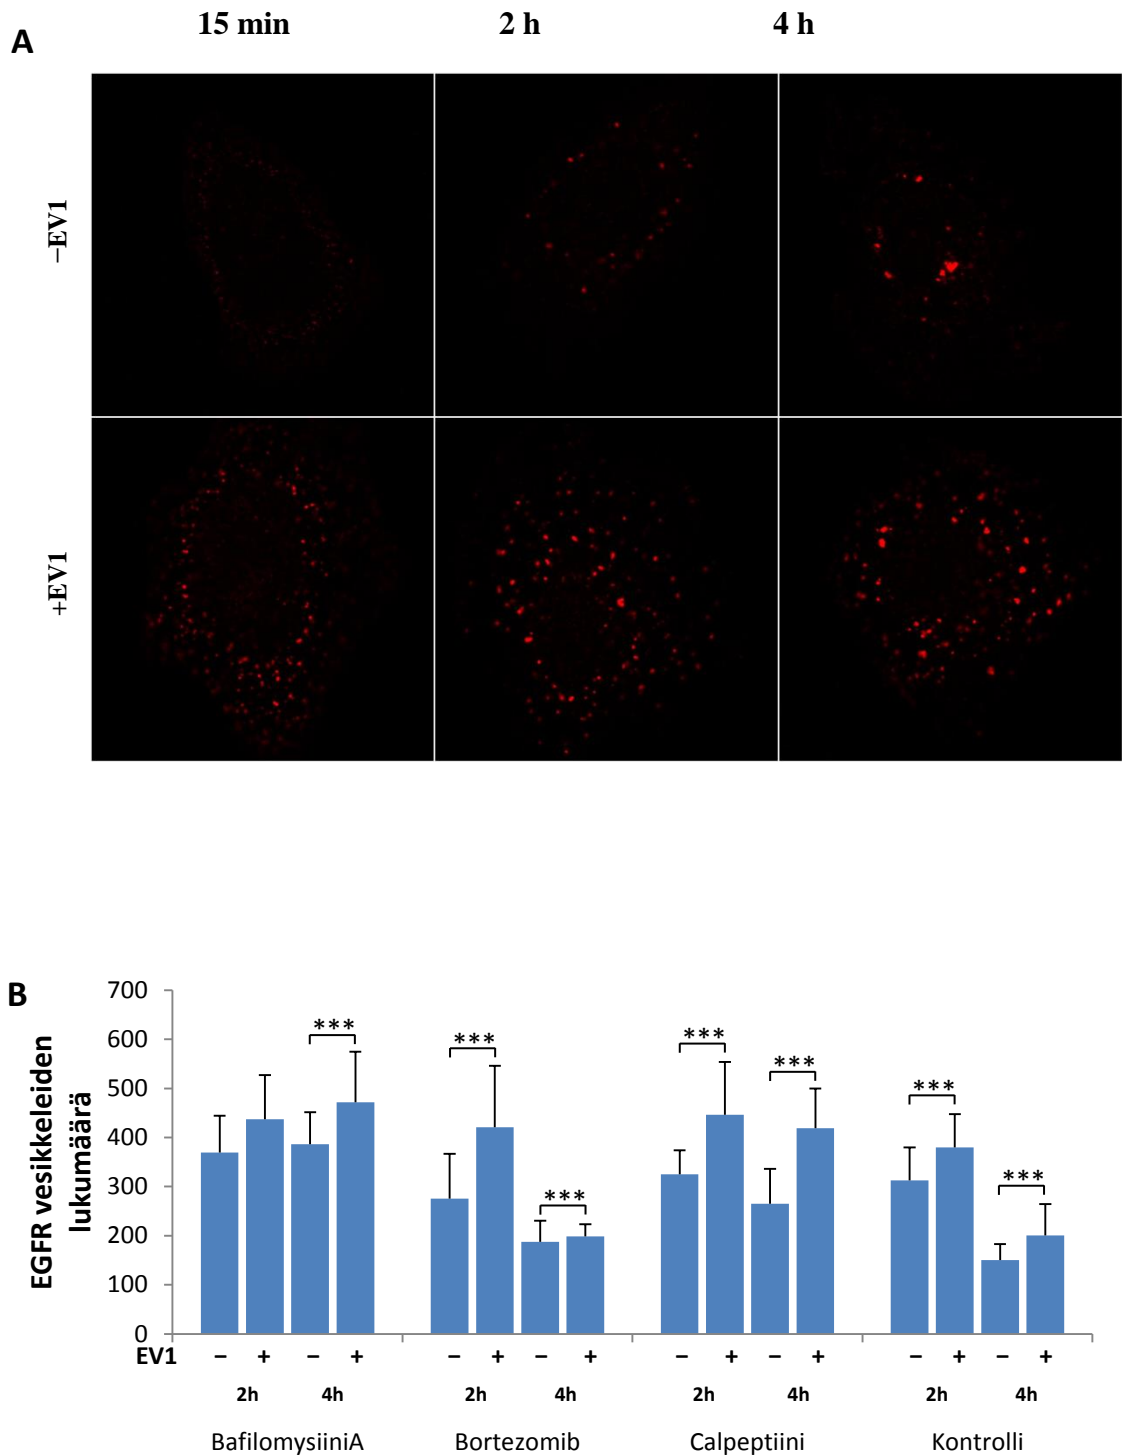 15 min 2 h 4 h
A
–EV1
+EV1
B
EGFR vesikkeleiden
lukumäärä
700
600
500
400
300
200
100
0
***
***
***
***
***
***
***
EV1 – + – + – + – + – + – + – + – +
2h 4h 2h 4h 2h 4h 2h 4h
BafilomysiiniA Bortezomib Calpeptiini Kontrolli